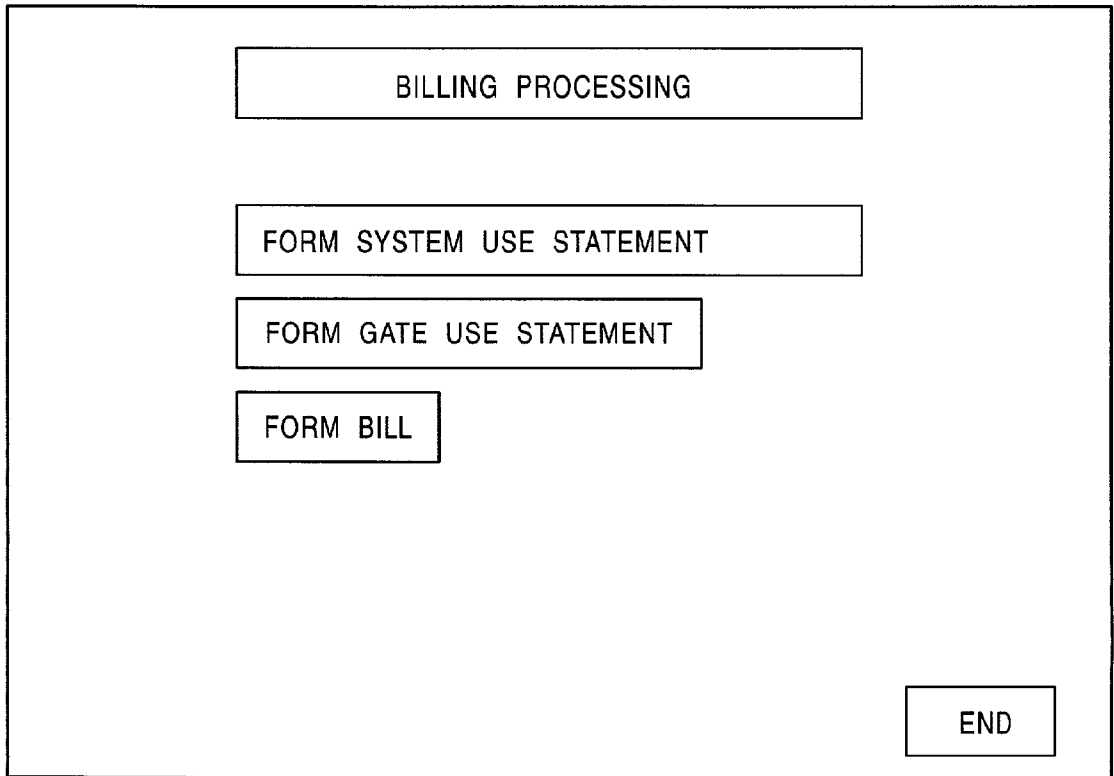 BILLING PROCESSING
FORM SYSTEM USE STATEMENT
FORM GATE USE STATEMENT
FORM BILL
END